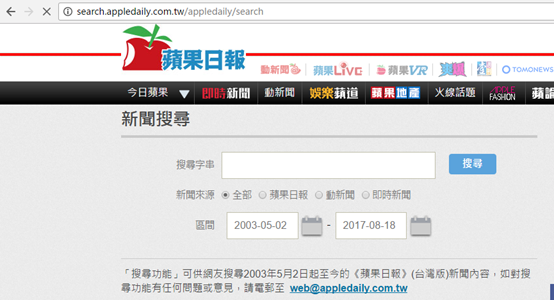 search.appledaily.com.tw/appledaily/search
蘋果日報
動新聞 蘋果LIVE 蘋果VR TOMONEWS
今日蘋果 即時新聞 動新聞 娛樂蘋道 蘋果地產 火線話題 APPLE FASHION 蘋論
新聞搜尋
搜尋字串 搜尋
新聞來源 全部 蘋果日報 動新聞 即時新聞
區間 2003-05-02 - 2017-08-18
「搜尋功能」可供網友搜尋2003年5月2日起至今的《蘋果日報》(台灣版)新聞內容，如對搜
尋功能有任何問題或意見，請電郵至 web@appledaily.com.tw